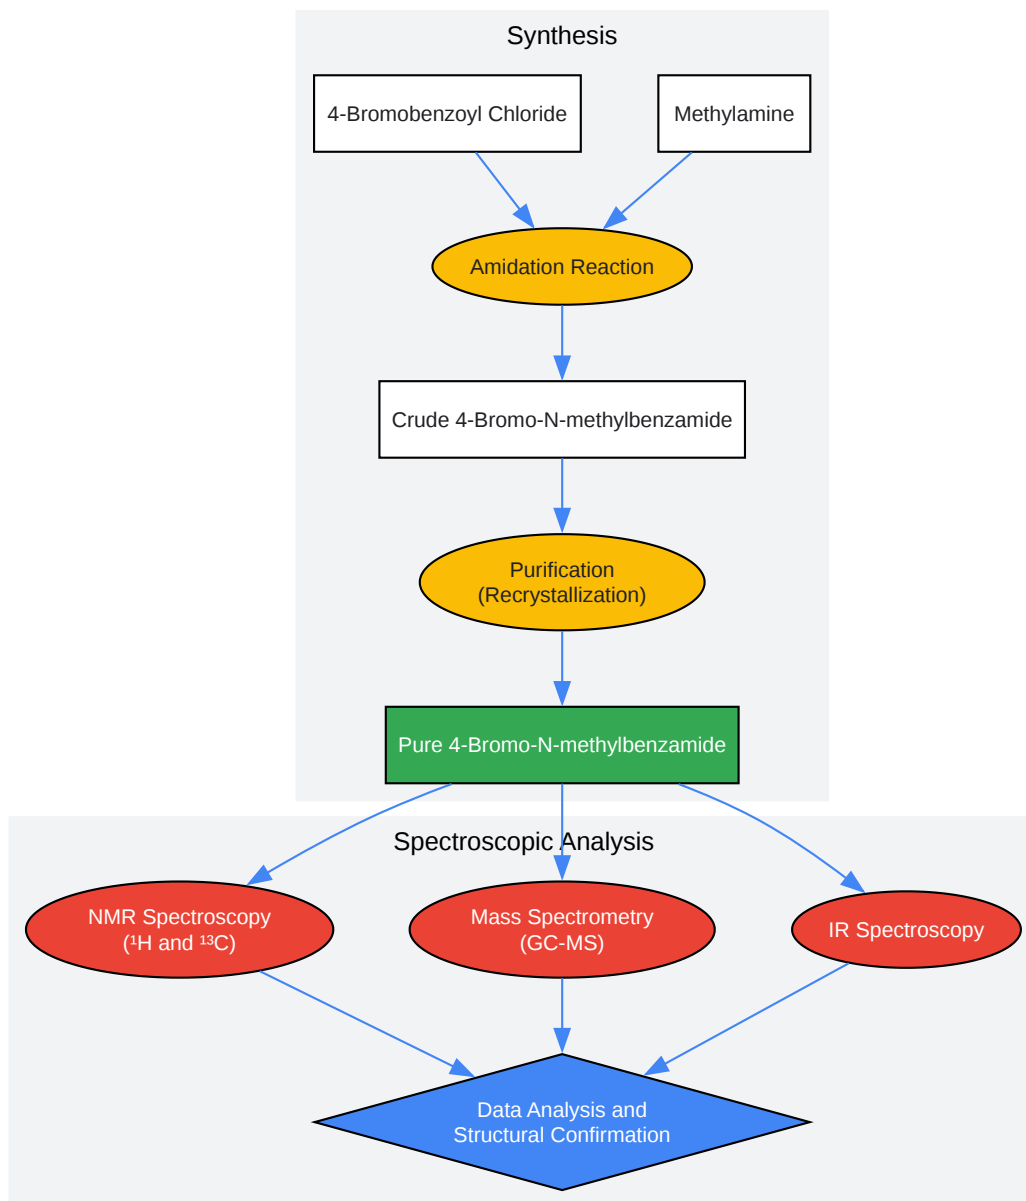 Synthesis
4-Bromobenzoyl Chloride
Methylamine
Amidation Reaction
Crude 4-Bromo-N-methylbenzamide
Purification
(Recrystallization)
Pure 4-Bromo-N-methylbenzamide
Spectroscopic Analysis
NMR Spectroscopy
(¹H and ¹³C)
Mass Spectrometry
(GC-MS)
IR Spectroscopy
Data Analysis and
Structural Confirmation